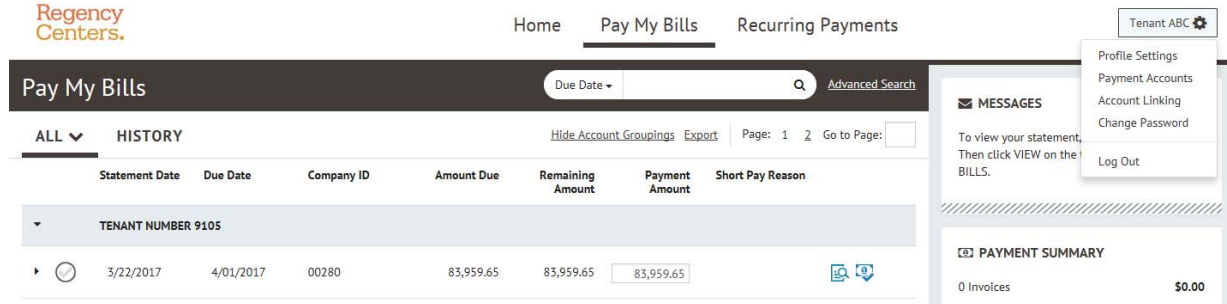 Regency
Centers.
Home Pay My Bills Recurring Payments
Tenant ABC
Profile Settings
Payment Accounts
Account Linking
Change Password
Log Out
Pay My Bills
Due Date
Advanced Search
ALL HISTORY
Hide Account Groupings Export Page: 1 2 Go to Page:
Statement Date Due Date Company ID Amount Due Remaining Amount Payment Amount Short Pay Reason
TENANT NUMBER 9105
3/22/2017 4/01/2017 00280 83,959.65 83,959.65 83,959.65
MESSAGES
To view your statement,
Then click VIEW on the
BILLS.
PAYMENT SUMMARY
0 Invoices $0.00